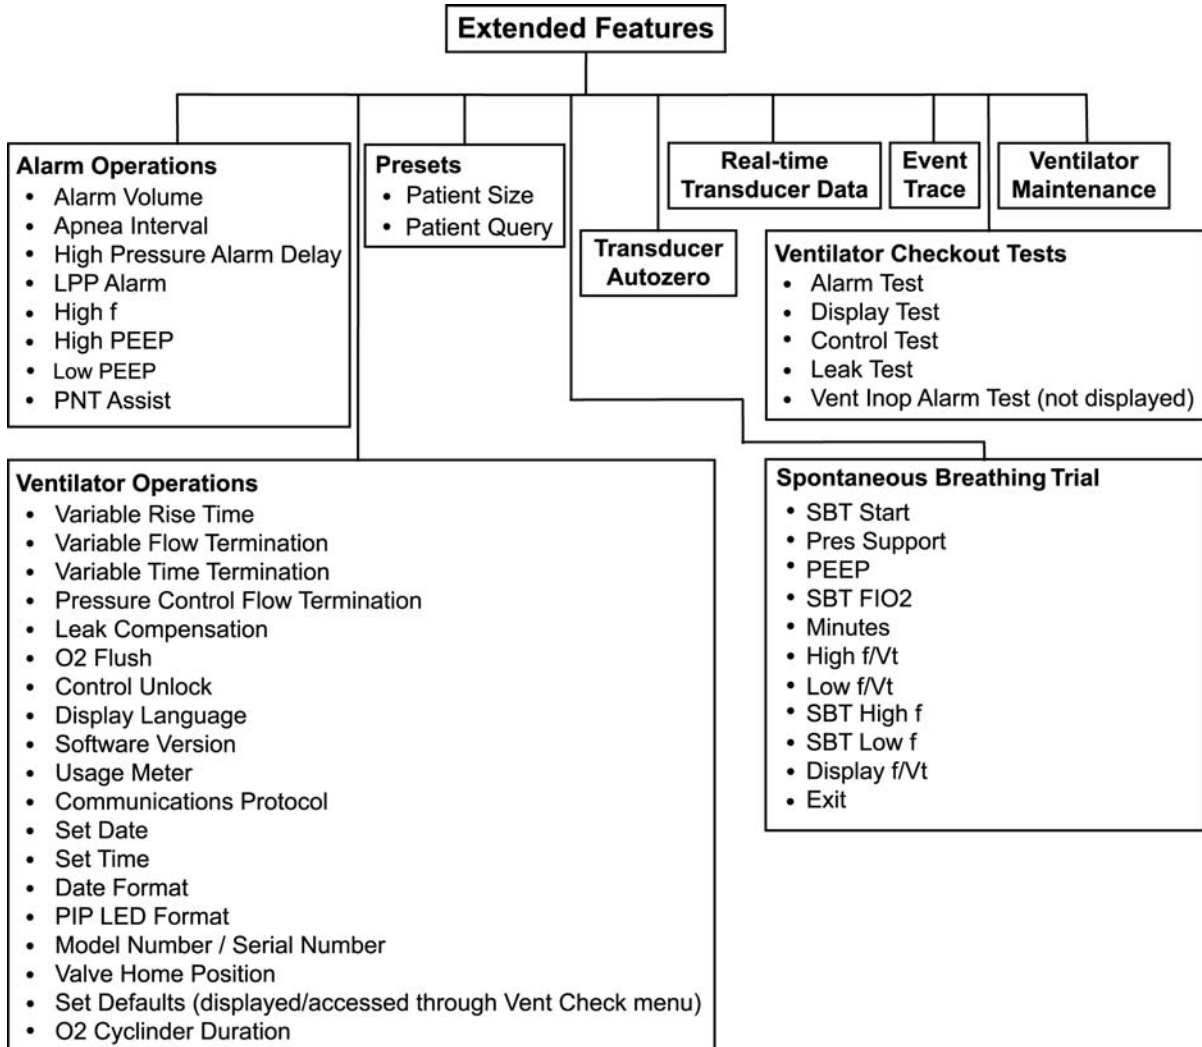 Extended Features
Alarm Operations
• Alarm Volume
• Apnea Interval
• High Pressure Alarm Delay
• LPP Alarm
• High f
• High PEEP
• Low PEEP
• PNT Assist
Presets
• Patient Size
• Patient Query
Transducer
Autozero
Real-time
Transducer Data
Event
Trace
Ventilator
Maintenance
Ventilator Checkout Tests
• Alarm Test
• Display Test
• Control Test
• Leak Test
• Vent Inop Alarm Test (not displayed)
Ventilator Operations
• Variable Rise Time
• Variable Flow Termination
• Variable Time Termination
• Pressure Control Flow Termination
• Leak Compensation
• O2 Flush
• Control Unlock
• Display Language
• Software Version
• Usage Meter
• Communications Protocol
• Set Date
• Set Time
• Date Format
• PIP LED Format
• Model Number / Serial Number
• Valve Home Position
• Set Defaults (displayed/accessed through Vent Check menu)
• O2 Cyclinder Duration
Spontaneous Breathing Trial
• SBT Start
• Pres Support
• PEEP
• SBT FIO2
• Minutes
• High f/Vt
• Low f/Vt
• SBT High f
• SBT Low f
• Display f/Vt
• Exit